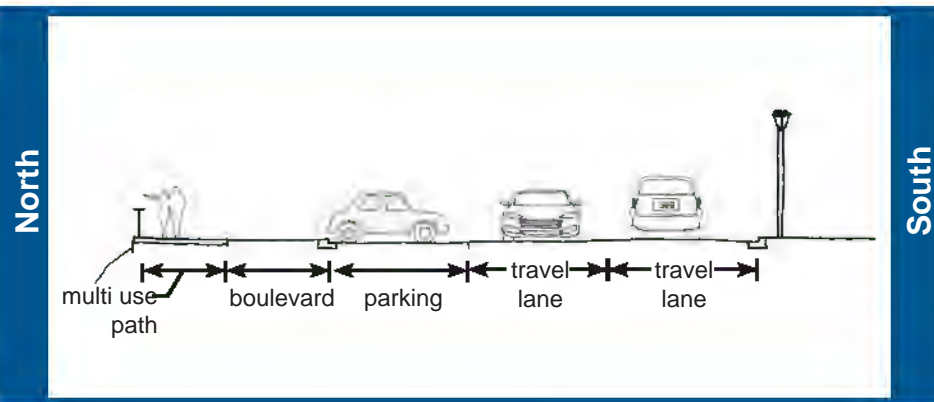 North
South
multi use
path
boulevard
parking
travel
lane
travel
lane